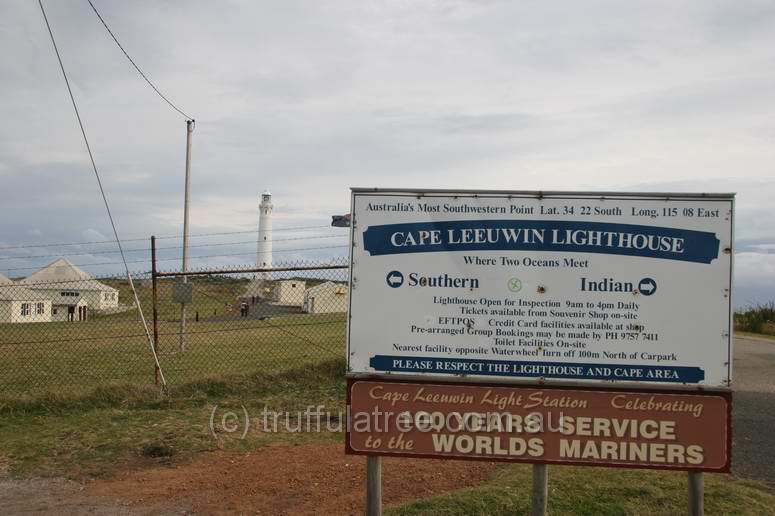 Australia's Most Southwestern Point Lat. 34 22 South Long. 115 08 East
CAPE LEEUWIN LIGHTHOUSE
Where Two Oceans Meet
Southern Indian
Lighthouse Open for Inspection 9am to 4pm Daily
Tickets available from Souvenir Shop on-site
EFTPOS Credit Card facilities available at shop
Pre-arranged Group Bookings may be made by PH 9757 7411
Toilet Facilities On-site
Nearest facility opposite Waterwheel Turn off 100m North of Carpark
PLEASE RESPECT THE LIGHTHOUSE AND CAPE AREA
Cape Leeuwin Light Station Celebrating
100 YEARS SERVICE
to the WORLDS MARINERS
(c) truffulatree.com.au